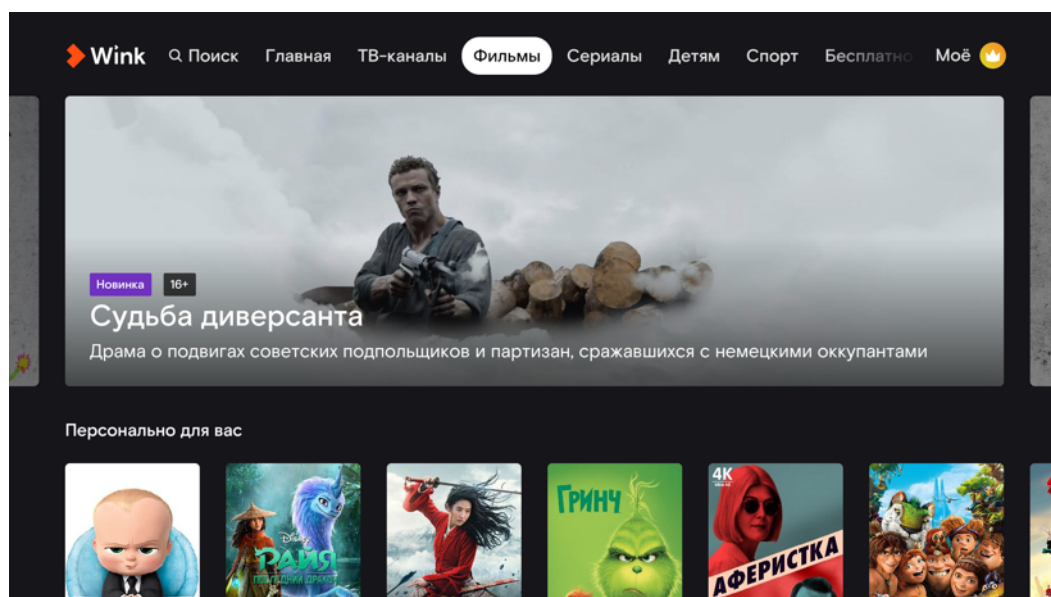 Wink
Поиск
Главная
ТВ-каналы
Фильмы
Сериалы
Детям
Спорт
Бесплатно
Моё
Новинка
16+
Судьба диверсанта
Драма о подвигах советских подпольщиков и партизан, сражавшихся с немецкими оккупантами
Персонально для вас
Disney
РАЙЯ
ПОСЛЕДНИЙ ДРАКОН
ГРИНЧ
4K
АФЕРИСТКА